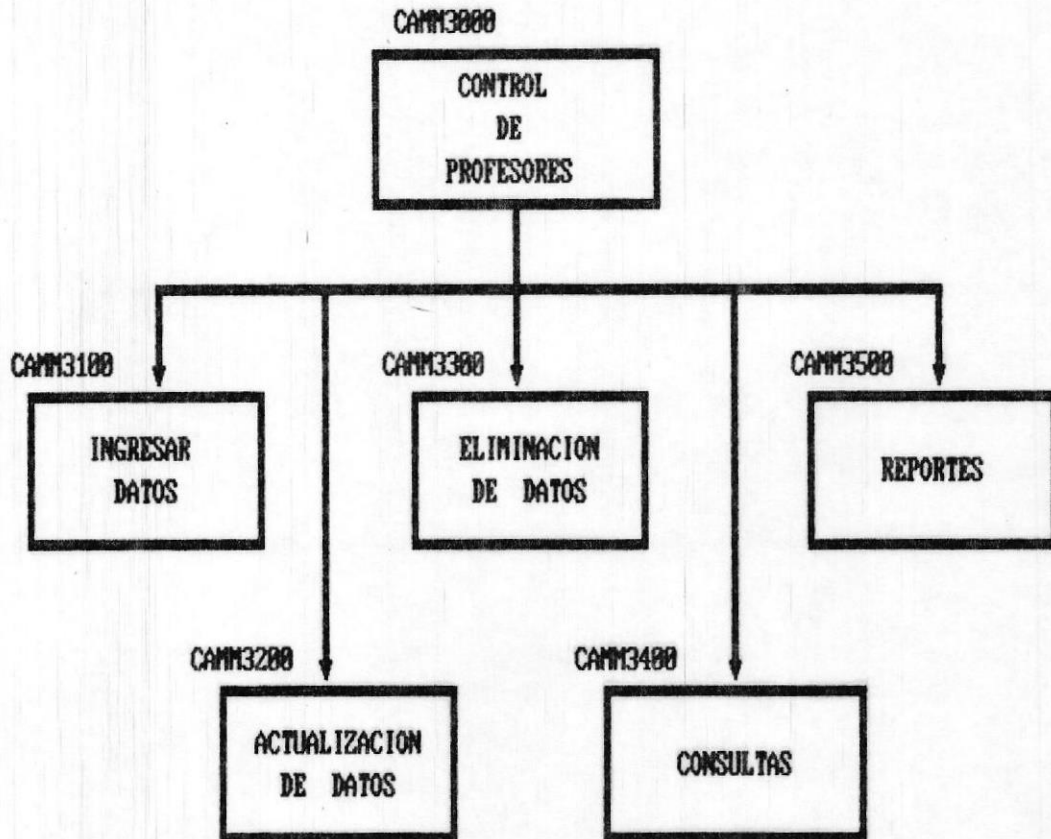 CAMM3000
CONTROL
DE
PROFESORES
CAMM3100
INGRESAR
DATOS
CAMM3300
ELIMINACION
DE DATOS
CAMM3500
REPORTES
CAMM3200
ACTUALIZACION
DE DATOS
CAMM3400
CONSULTAS